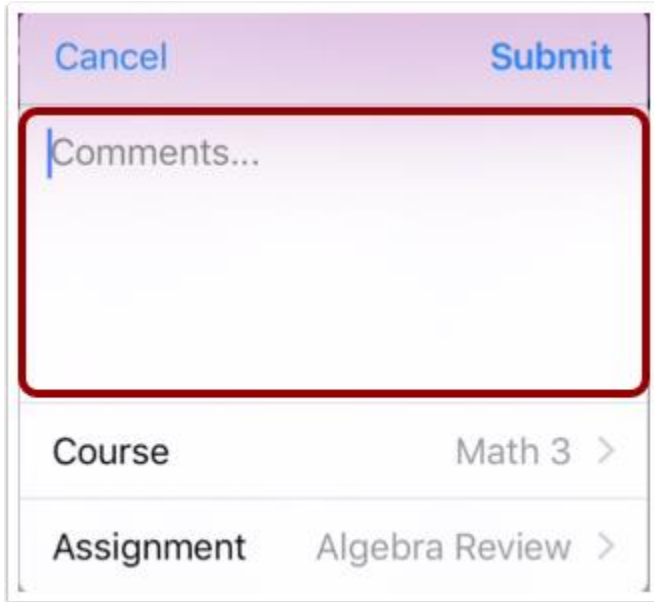 Cancel Submit
Comments...
Course Math 3 >
Assignment Algebra Review >